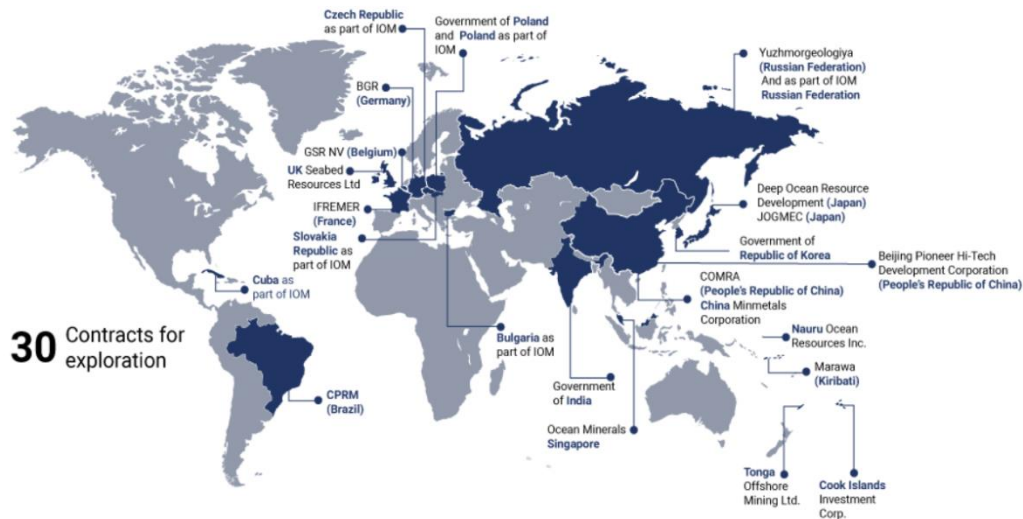 Czech Republic
as part of IOM
Government of Poland
and Poland as part of
IOM
Yuzhmorgeologiya
(Russian Federation)
And as part of IOM
Russian Federation
BGR
(Germany)
GSR NV (Belgium)
UK Seabed
Resources Ltd
IFREMER
(France)
Slovakia
Republic as
part of IOM
Deep Ocean Resource
Development (Japan)
JOGMEC (Japan)
Government of
Republic of Korea
Beijing Pioneer Hi-Tech
Development Corporation
(People's Republic of China)
COMRA
(People's Republic of China)
China Minmetals
Corporation
Cuba as
part of IOM
30 Contracts for
exploration
Bulgaria as
part of IOM
Nauru Ocean
Resources Inc.
Marawa
(Kiribati)
CPRM
(Brazil)
Government
of India
Ocean Minerals
Singapore
Tonga
Offshore
Mining Ltd.
Cook Islands
Investment
Corp.